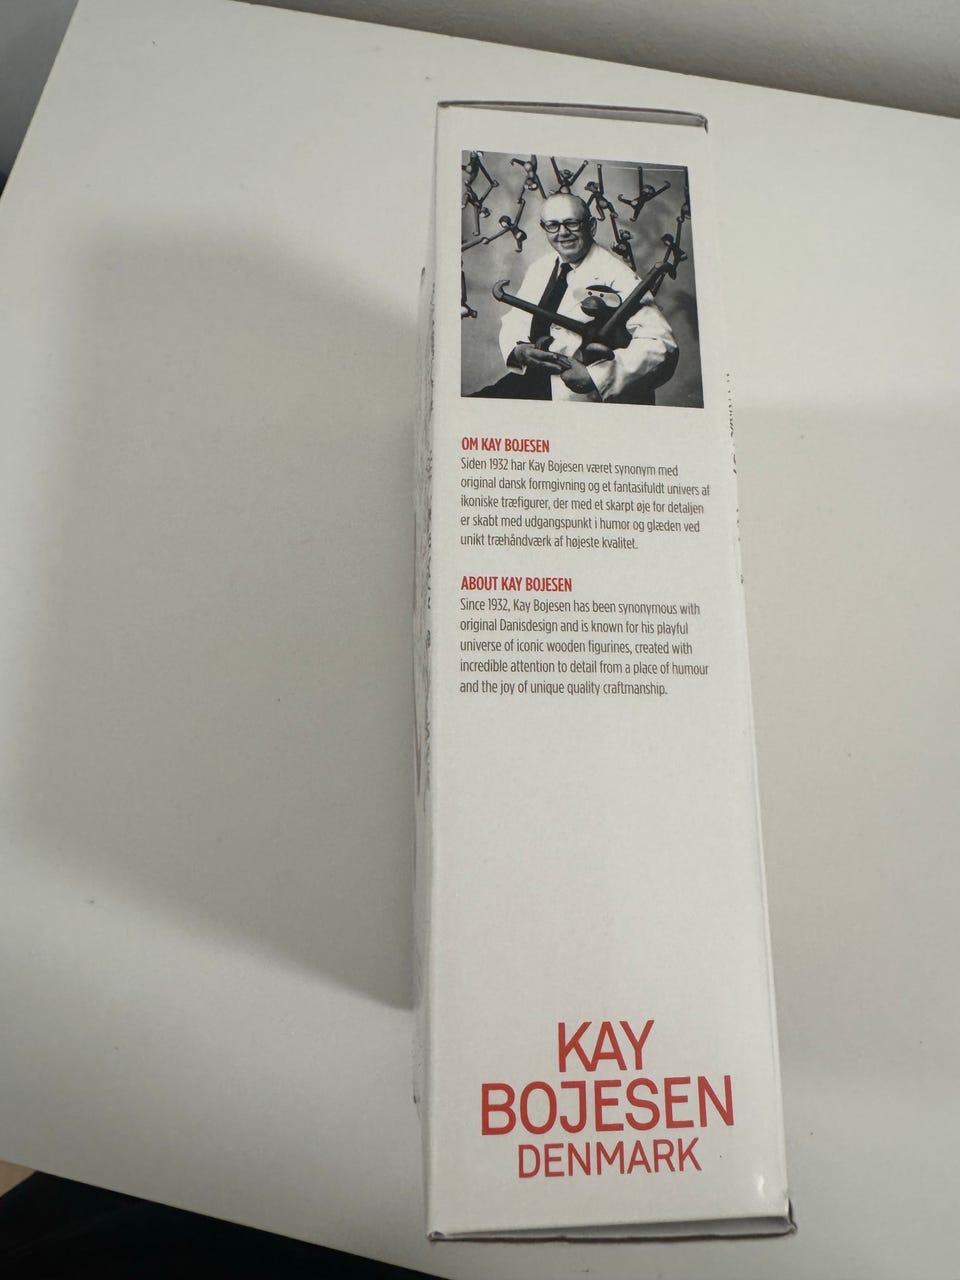 OM KAY BOJESEN
Siden 1932 har Kay Bojesen været synonym med
original dansk formgivning og et fantasifuldt univers af
ikoniske træfigurer, der med et skarpt øje for detaljen
er skabt med udgangspunkt i humor og glæden ved
unikt træhåndværk af højeste kvalitet.
ABOUT KAY BOJESEN
Since 1932, Kay Bojesen has been synonymous with
original Danisdesign and is known for his playful
universe of iconic wooden figurines, created with
incredible attention to detail from a place of humour
and the joy of unique quality craftmanship.
KAY
BOJESEN
DENMARK